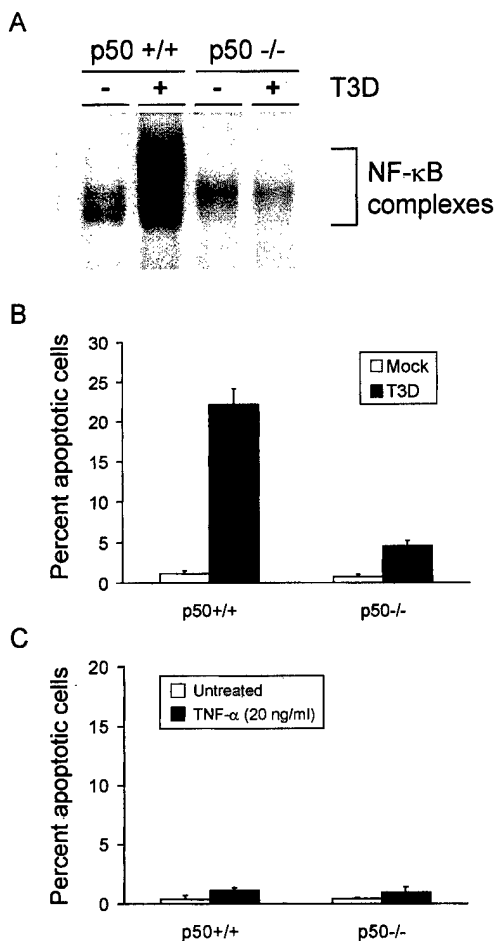 A
p50 +/+ p50 -/-
- + - + T3D
NF-κB
complexes
B
Percent apoptotic cells
30
25
20
15
10
5
0
Mock
T3D
p50+/+ p50-/-
C
Percent apoptotic cells
20
15
10
5
0
Untreated
TNF-α (20 ng/ml)
p50+/+ p50-/-